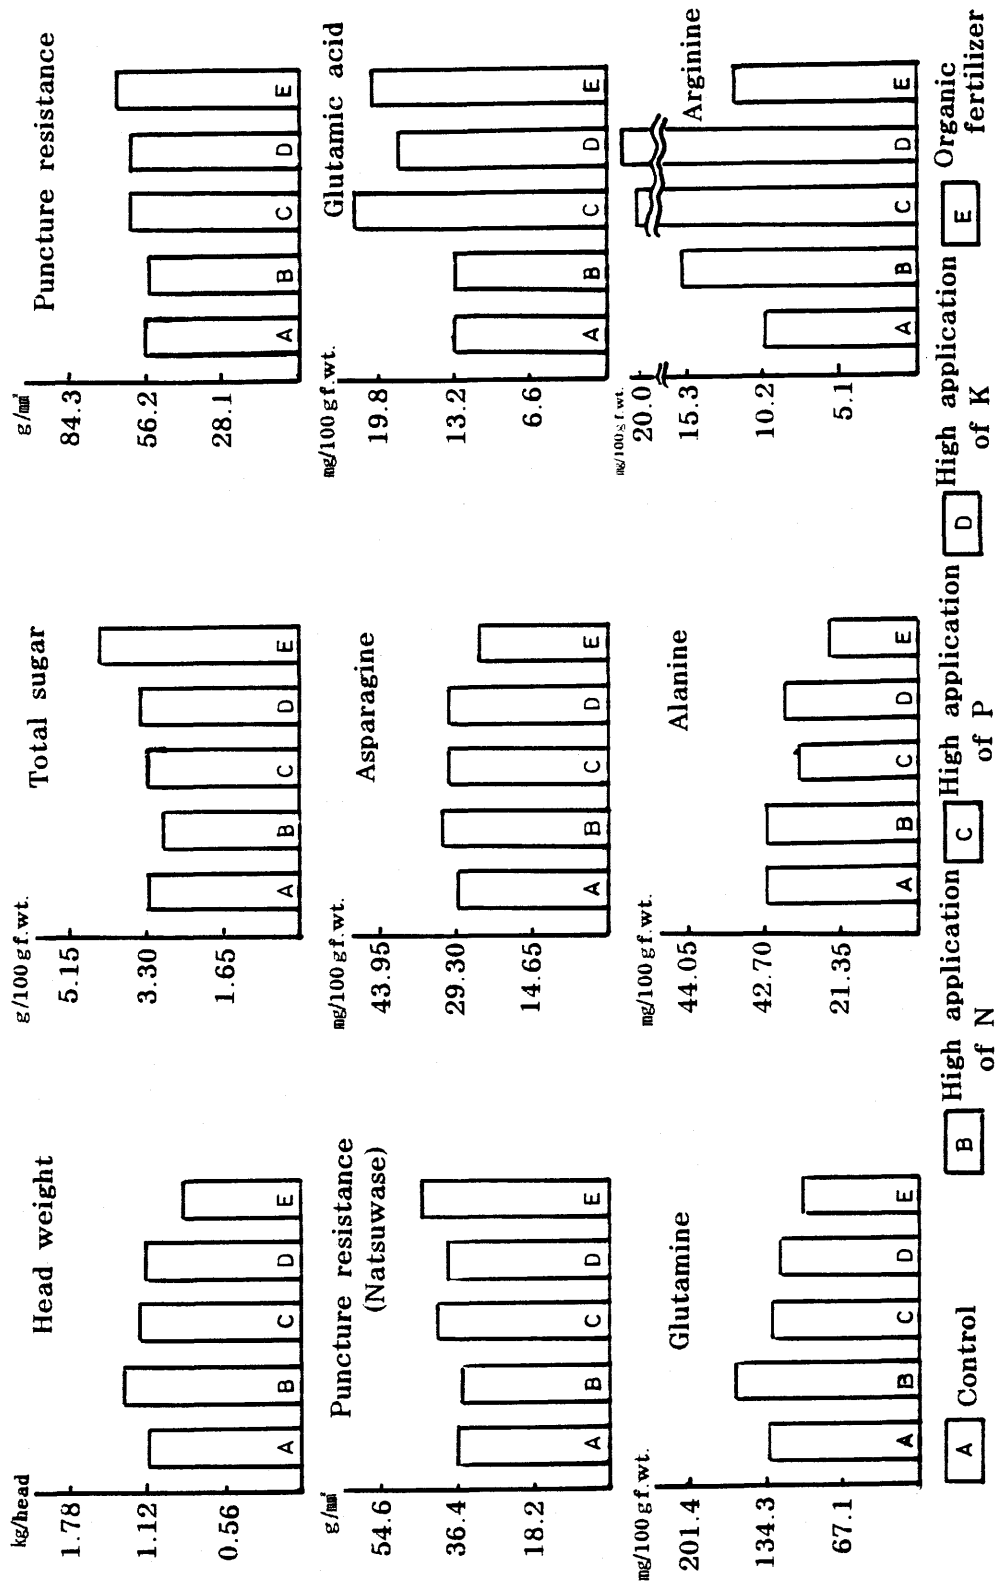 Head weight
kg/head
1.78
1.12
0.56
A
B
C
D
E
Total sugar
g/100 g f.wt.
5.15
3.30
1.65
A
B
C
D
E
Puncture resistance
g/mm²
84.3
56.2
28.1
A
B
C
D
E
Puncture resistance
(Natsuwase)
g/mm²
54.6
36.4
18.2
A
B
C
D
E
Asparagine
mg/100 g f.wt.
43.95
29.30
14.65
A
B
C
D
E
Glutamic acid
mg/100 g f.wt.
19.8
13.2
6.6
A
B
C
D
E
Glutamine
mg/100 g f.wt.
201.4
134.3
67.1
A
B
C
D
E
Alanine
mg/100 g f.wt.
44.05
42.70
21.35
A
B
C
D
E
Arginine
mg/100g f.wt.
20.0
15.3
10.2
5.1
A
B
C
D
E
A Control
B High application
of N
C High application
of P
D High application
of K
E Organic
fertilizer